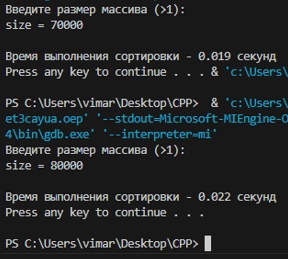 Введите размер массива (>1):
size = 70000
Время выполнения сортировки - 0.019 секунд
Press any key to continue . . . & 'c:\Users\
PS C:\Users\vimar\Desktop\CPP>  & 'c:\Users\
et3cayua.oep' '--stdout=Microsoft-MIEngine-O
4\bin\gdb.exe' '--interpreter=mi'
Введите размер массива (>1):
size = 80000
Время выполнения сортировки - 0.022 секунд
Press any key to continue . . .
PS C:\Users\vimar\Desktop\CPP>